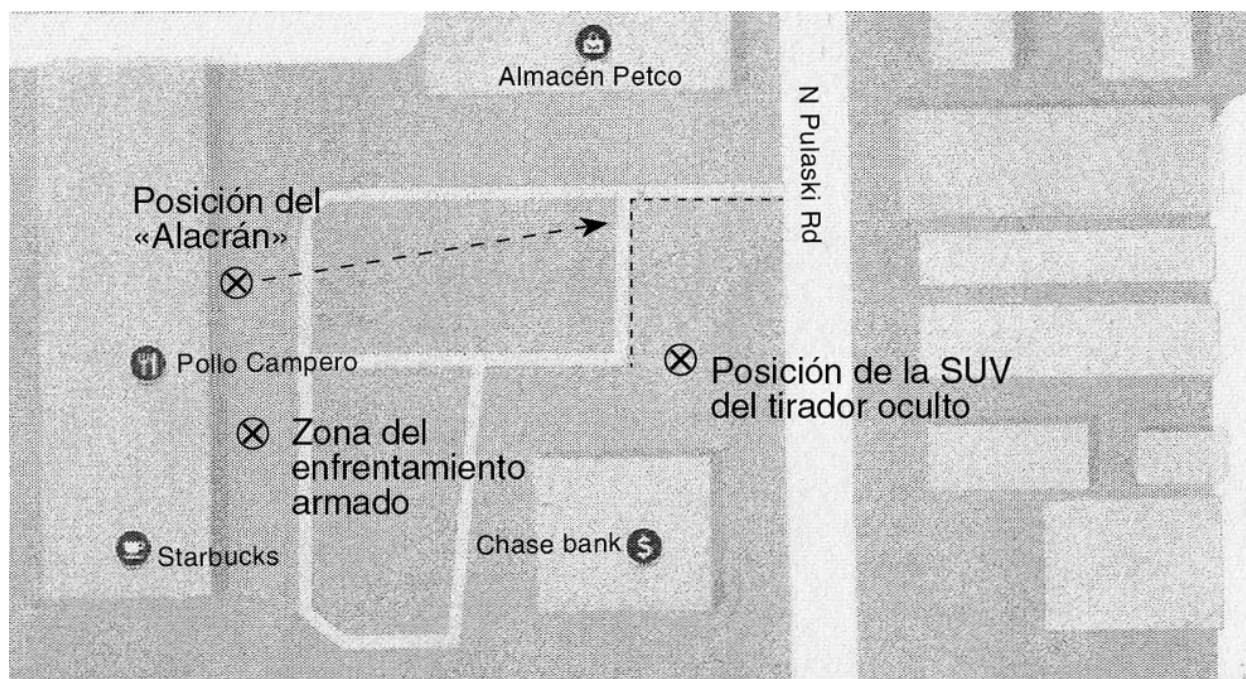 Almacén Petco
N Pulaski Rd
Posición del
«Alacrán»
Pollo Campero
Posición de la SUV
del tirador oculto
Zona del
enfrentamiento
armado
Starbucks
Chase bank
$